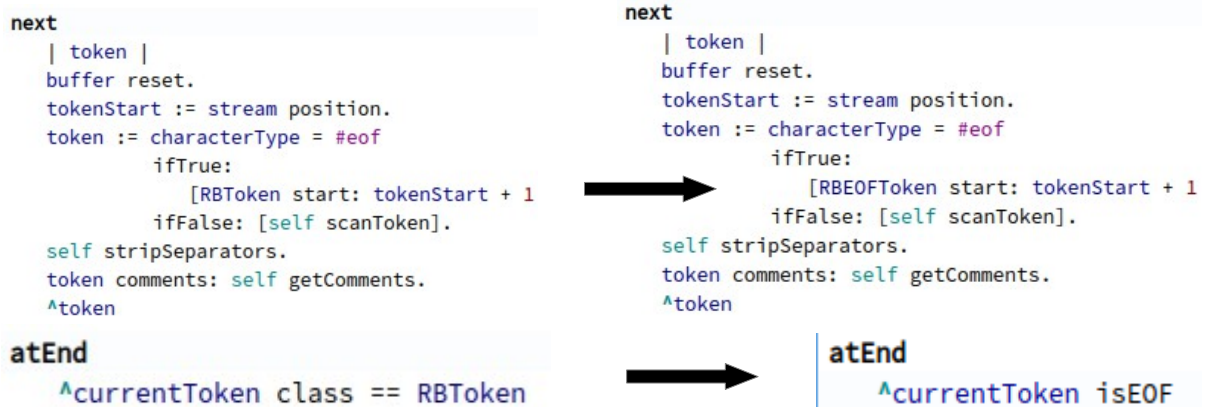 next
| token |
buffer reset.
tokenStart := stream position.
token := characterType = #eof
ifTrue:
[RBToken start: tokenStart + 1
ifFalse: [self scanToken].
self stripSeparators.
token comments: self getComments.
^token
next
| token |
buffer reset.
tokenStart := stream position.
token := characterType = #eof
ifTrue:
[RBEOFToken start: tokenStart + 1
ifFalse: [self scanToken].
self stripSeparators.
token comments: self getComments.
^token
atEnd
^currentToken class == RBToken
atEnd
^currentToken isEOF